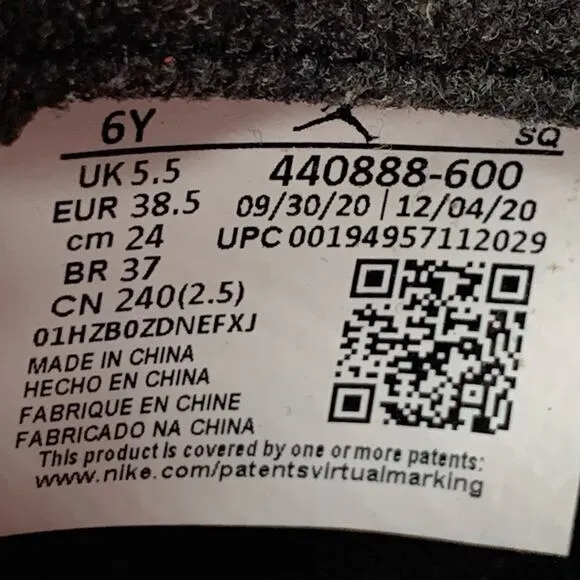 6Y SQ
UK 5.5 440888-600
EUR 38.5 09/30/20 | 12/04/20
cm 24 UPC 00194957112029
BR 37
CN 240(2.5)
01HZB0ZDNEFXJ
MADE IN CHINA
HECHO EN CHINA
FABRIQUE EN CHINE
FABRICADO NA CHINA
This product is covered by one or more patents:
www.nike.com/patentsvirtualmarking